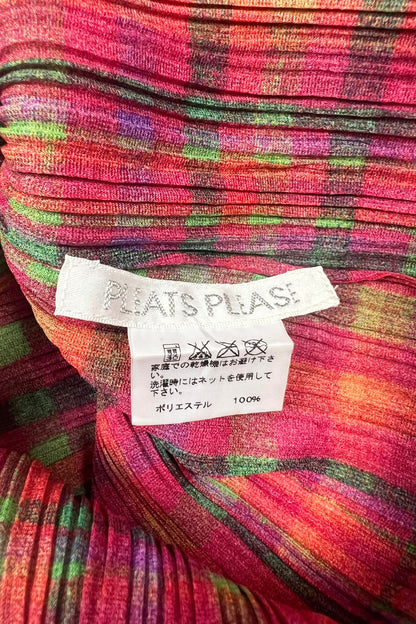 PLEATS PLEASE
家庭での乾燥機はお避け下さ
い。
洗濯時にはネットを使用して
下さい。
ポリエステル 100%